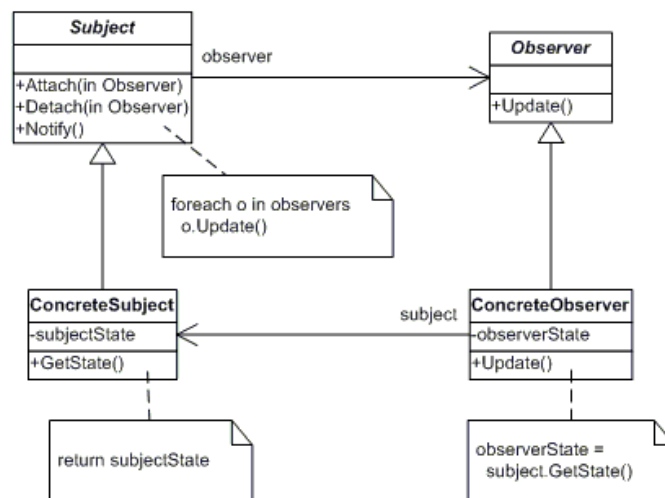 Subject
+Attach(in Observer)
+Detach(in Observer)
+Notify()
observer
Observer
+Update()
foreach o in observers
o.Update()
ConcreteSubject
-subjectState
+GetState()
subject
ConcreteObserver
-observerState
+Update()
return subjectState
observerState =
subject.GetState()